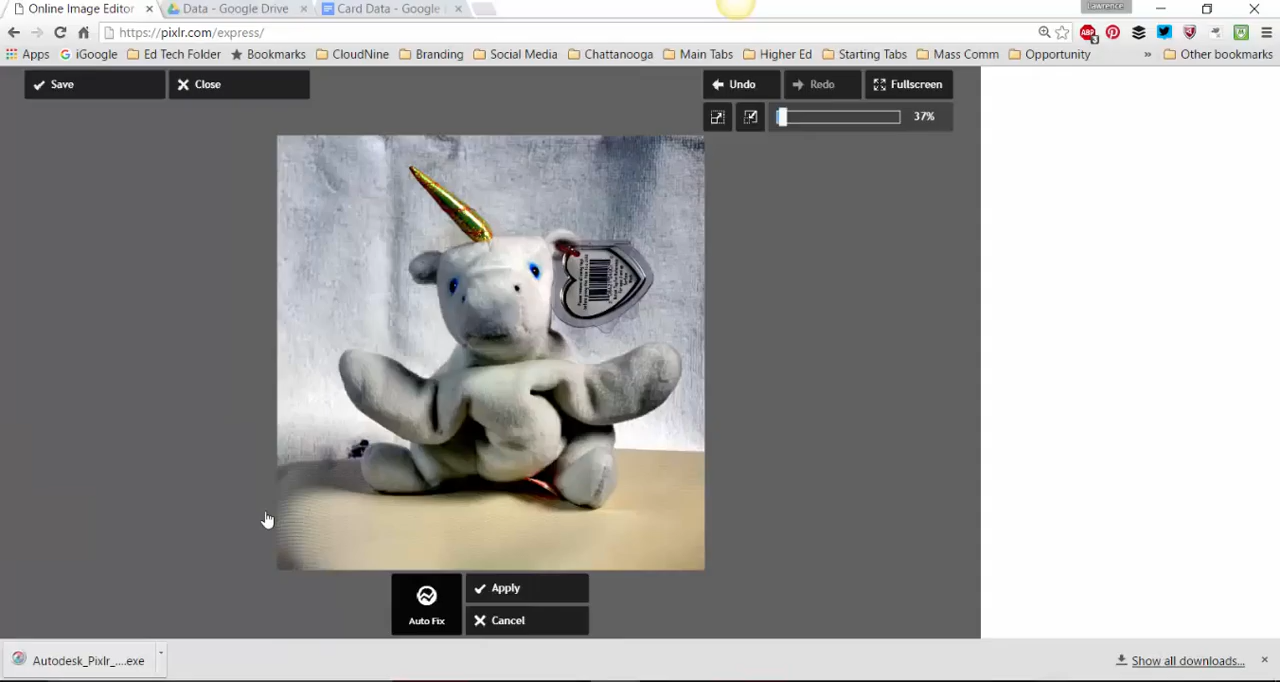 Online Image Editor × Data - Google Drive × Card Data - Google × Lawrence
https://pixlr.com/express/
Apps iGoogle Ed Tech Folder Bookmarks CloudNine Branding Social Media Chattanooga Main Tabs Higher Ed Starting Tabs Mass Comm Opportunity » Other bookmarks
Save Close Undo Redo Fullscreen
37%
Auto Fix
Apply
Cancel
Autodesk_Pixlr_....exe Show all downloads...